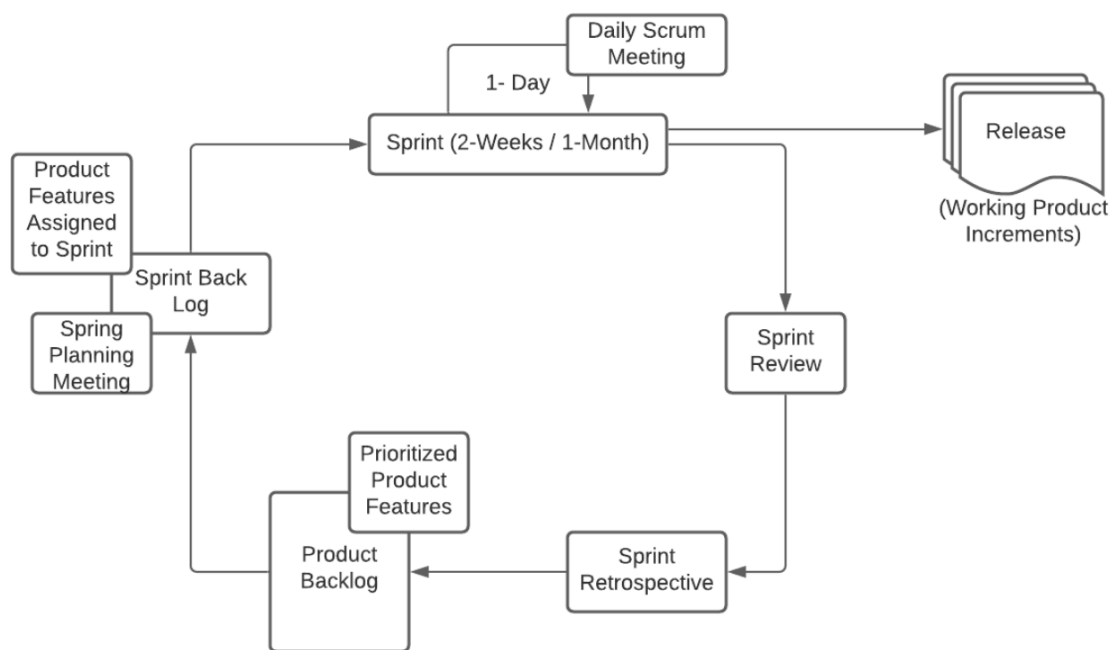 Daily Scrum
Meeting
1- Day
Sprint (2-Weeks / 1-Month)
Release
(Working Product
Increments)
Product
Features
Assigned
to Sprint
Sprint Back
Log
Spring
Planning
Meeting
Sprint
Review
Prioritized
Product
Features
Product
Backlog
Sprint
Retrospective